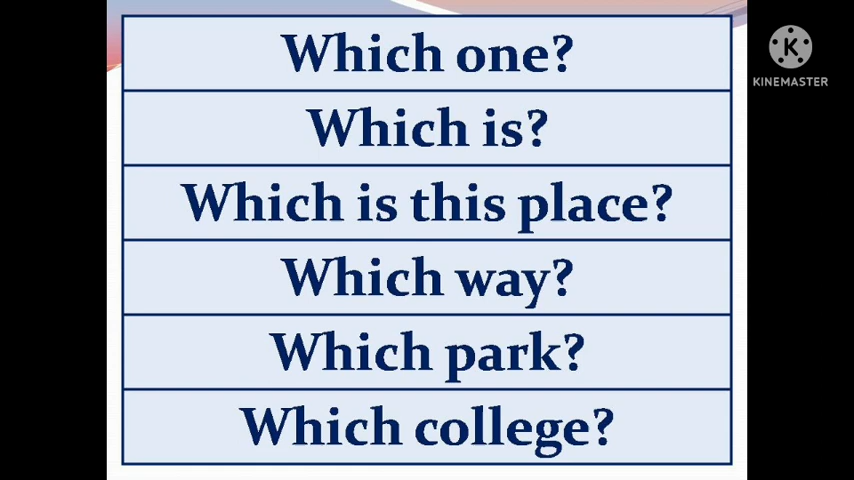 Which one?
Which is?
Which is this place?
Which way?
Which park?
Which college?
KINEMASTER